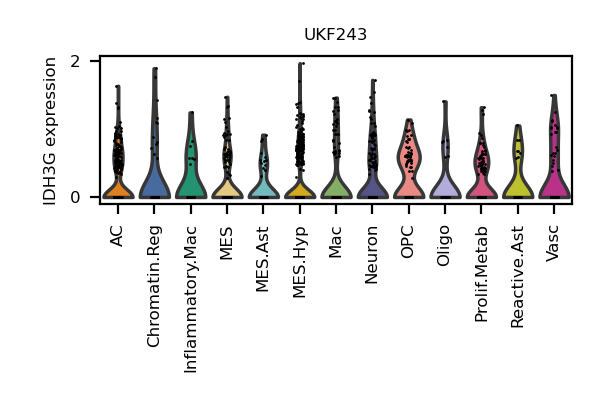 UKF243
IDH3G expression
2
0
AC
Chromatin.Reg
Inflammatory.Mac
MES
MES.Ast
MES.Hyp
Mac
Neuron
OPC
Oligo
Prolif.Metab
Reactive.Ast
Vasc